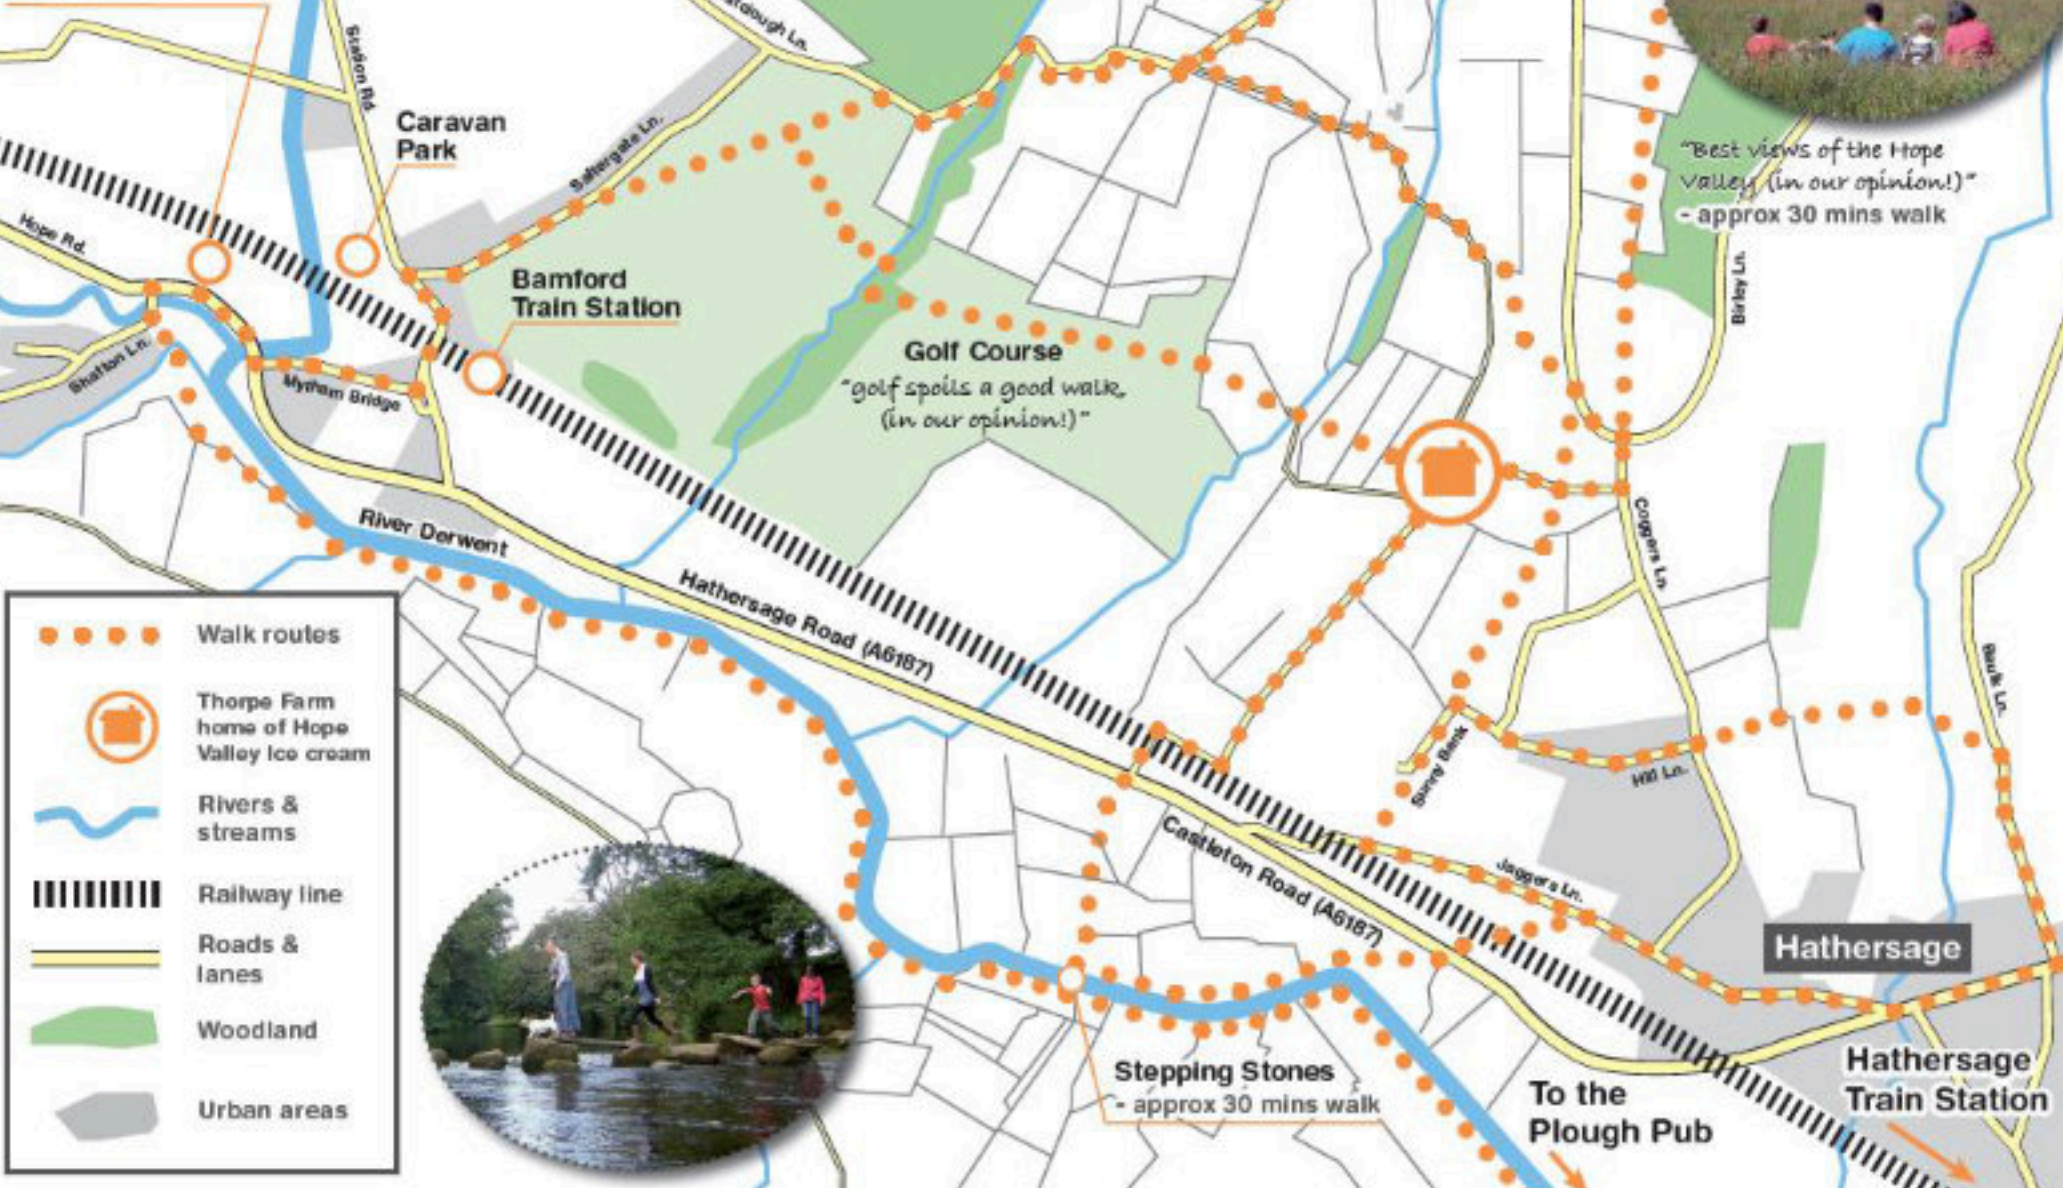 Station Rd.
Caravan
Park
Saltergate Ln.
Hope Rd.
Bamford
Train Station
Shatton Ln.
Mytham Bridge
Golf Course
"golf spoils a good walk,
(in our opinion!)"
"Best views of the Hope
Valley (in our opinion!)"
- approx 30 mins walk
Birley Ln.
Coggers Ln.
River Derwent
Hathersage Road (A6187)
Baulk Ln.
Sunny Bank
Hill Ln.
Castleton Road (A6187)
Jaggers Ln.
Hathersage
Stepping Stones
- approx 30 mins walk
To the
Plough Pub
Hathersage
Train Station
Walk routes
Thorpe Farm
home of Hope
Valley Ice cream
Rivers &
streams
Railway line
Roads &
lanes
Woodland
Urban areas